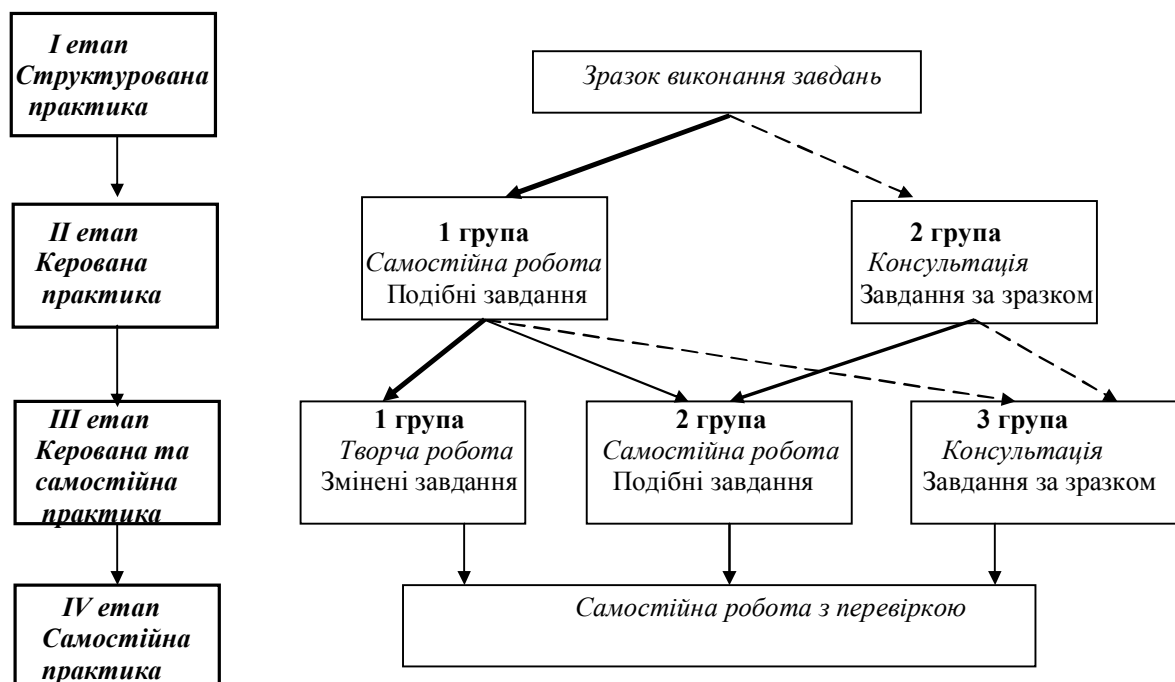 I етап
Структурована
практика
Зразок виконання завдань
II етап
Керована
практика
1 група
Самостійна робота
Подібні завдання
2 група
Консультація
Завдання за зразком
III етап
Керована та
самостійна
практика
1 група
Творча робота
Змінені завдання
2 група
Самостійна робота
Подібні завдання
3 група
Консультація
Завдання за зразком
IV етап
Самостійна
практика
Самостійна робота з перевіркою